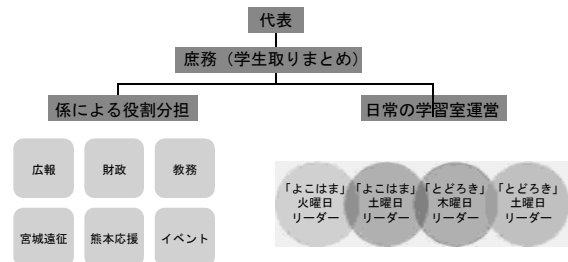 代表
庶務（学生取りまとめ）
係による役割分担
日常の学習室運営
広報
財政
教務
宮城遠征
熊本応援
イベント
「よこはま」
火曜日
リーダー
「よこはま」
土曜日
リーダー
「とどろき」
木曜日
リーダー
「とどろき」
土曜日
リーダー